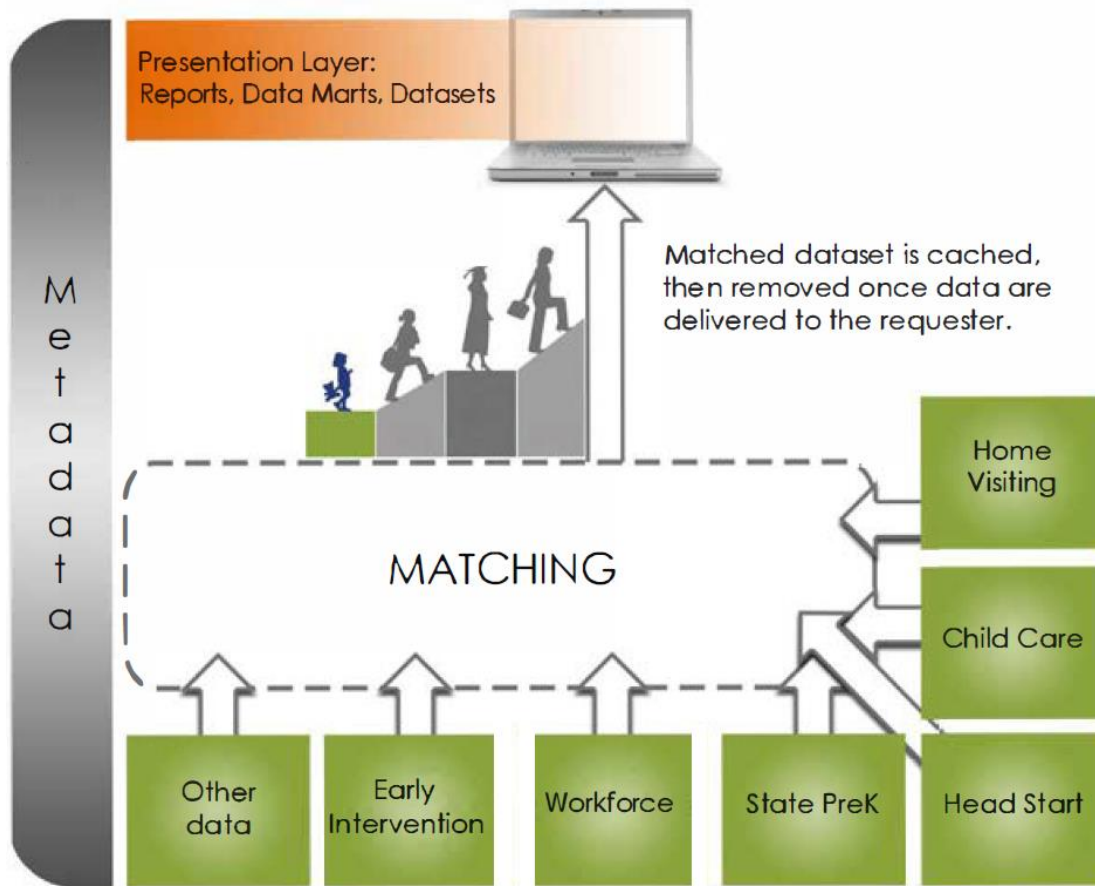 Presentation Layer:
Reports, Data Marts, Datasets
Metadata
Matched dataset is cached,
then removed once data are
delivered to the requester.
Home
Visiting
MATCHING
Child Care
Other
data
Early
Intervention
Workforce
State PreK
Head Start